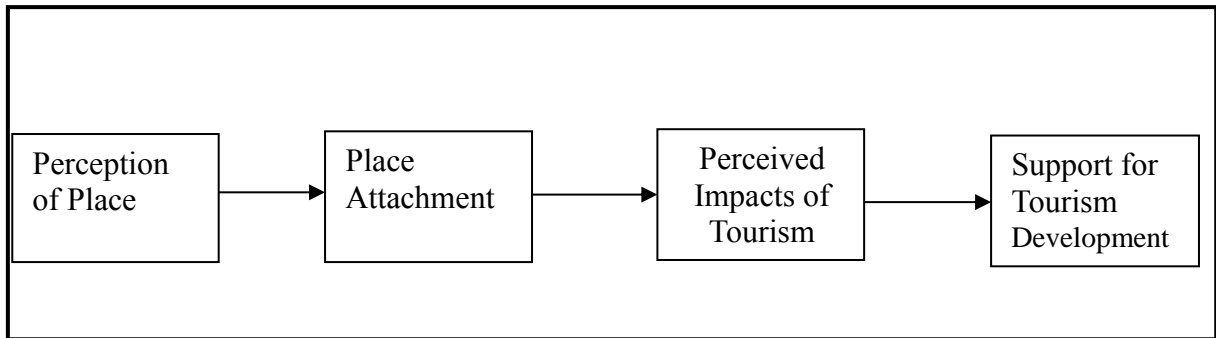 Perception
of Place
Place
Attachment
Perceived
Impacts of
Tourism
Support for
Tourism
Development